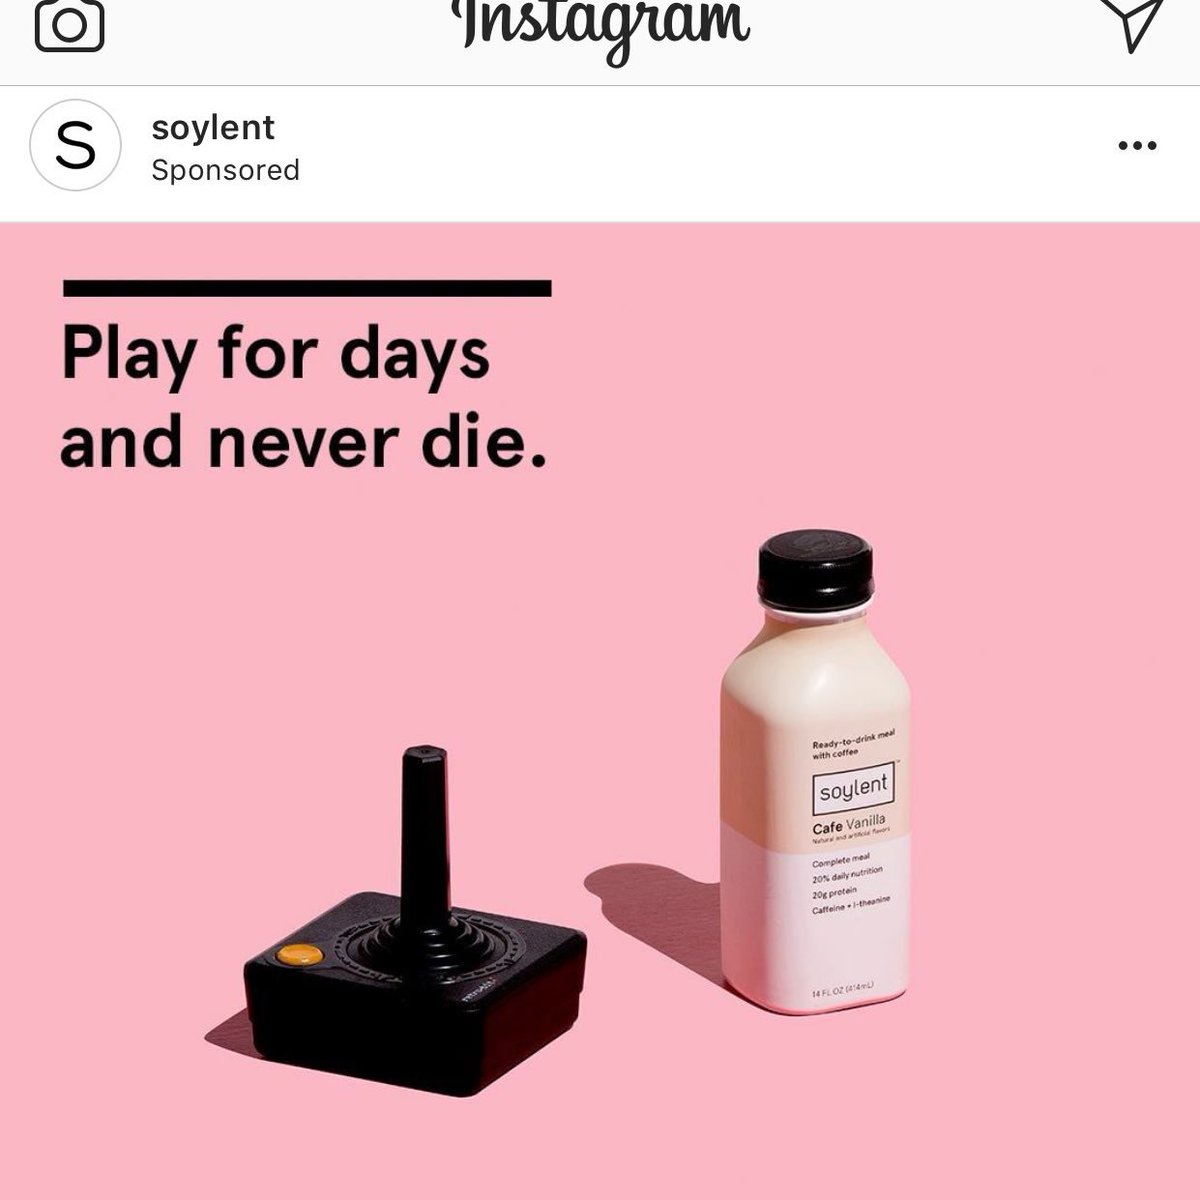 Instagram
S
soylent
Sponsored
Play for days
and never die.
Ready-to-drink meal
with coffee
soylent
Cafe Vanilla
Natural and artificial flavors
Complete meal
20% daily nutrition
20g protein
Caffeine + l-theanine
14 FL OZ (414mL)